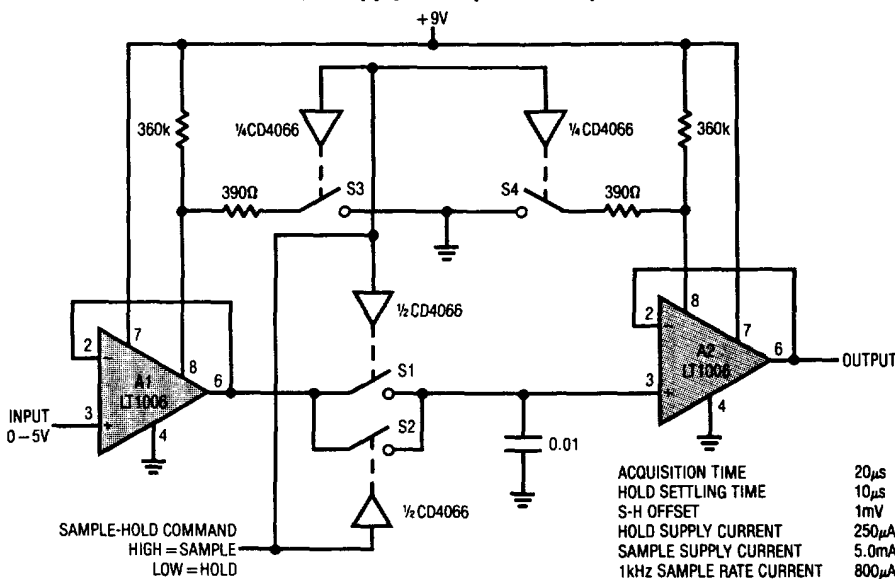 +9V
360k
¼CD4066
¼CD4066
360k
390Ω
S3
S4
390Ω
½CD4066
2
7
8
6
A1
LT1006
3
4
INPUT
0–5V
S1
S2
0.01
½CD4066
2
8
7
6
A2
LT1006
3
4
OUTPUT
SAMPLE-HOLD COMMAND
HIGH = SAMPLE
LOW = HOLD
ACQUISITION TIME 20µs
HOLD SETTLING TIME 10µs
S-H OFFSET 1mV
HOLD SUPPLY CURRENT 250µA
SAMPLE SUPPLY CURRENT 5.0mA
1kHz SAMPLE RATE CURRENT 800µA